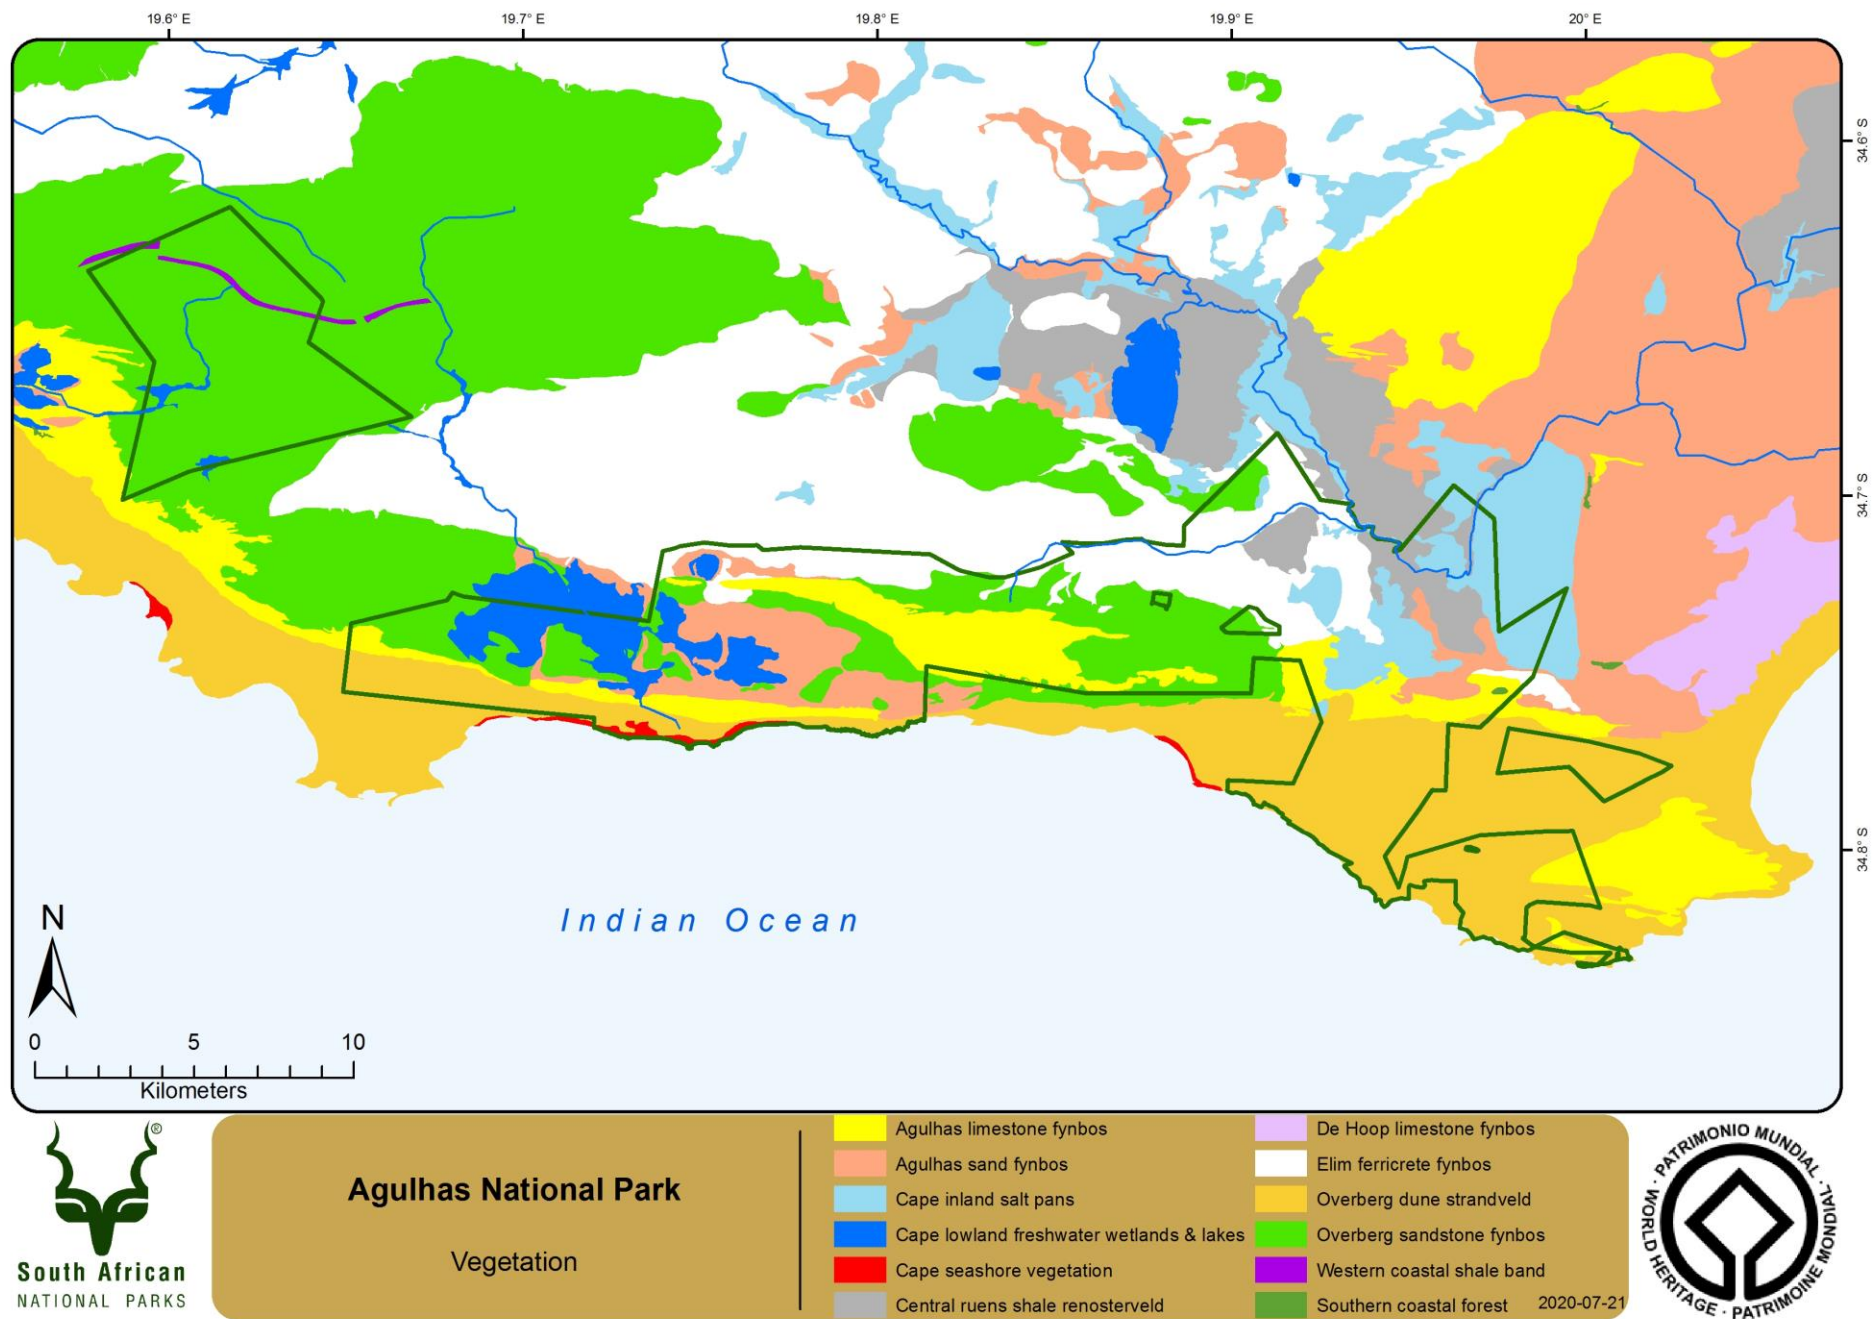 19.6° E
19.7° E
19.8° E
19.9° E
20° E
34.6° S
34.7° S
34.8° S
Indian Ocean
N
0 5 10
Kilometers
®
South African
NATIONAL PARKS
Agulhas National Park
Vegetation
Agulhas limestone fynbos
Agulhas sand fynbos
Cape inland salt pans
Cape lowland freshwater wetlands & lakes
Cape seashore vegetation
Central ruens shale renosterveld
De Hoop limestone fynbos
Elim ferricrete fynbos
Overberg dune strandveld
Overberg sandstone fynbos
Western coastal shale band
Southern coastal forest
2020-07-21
· PATRIMONIO MUNDIAL · WORLD HERITAGE · PATRIMOINE MONDIAL